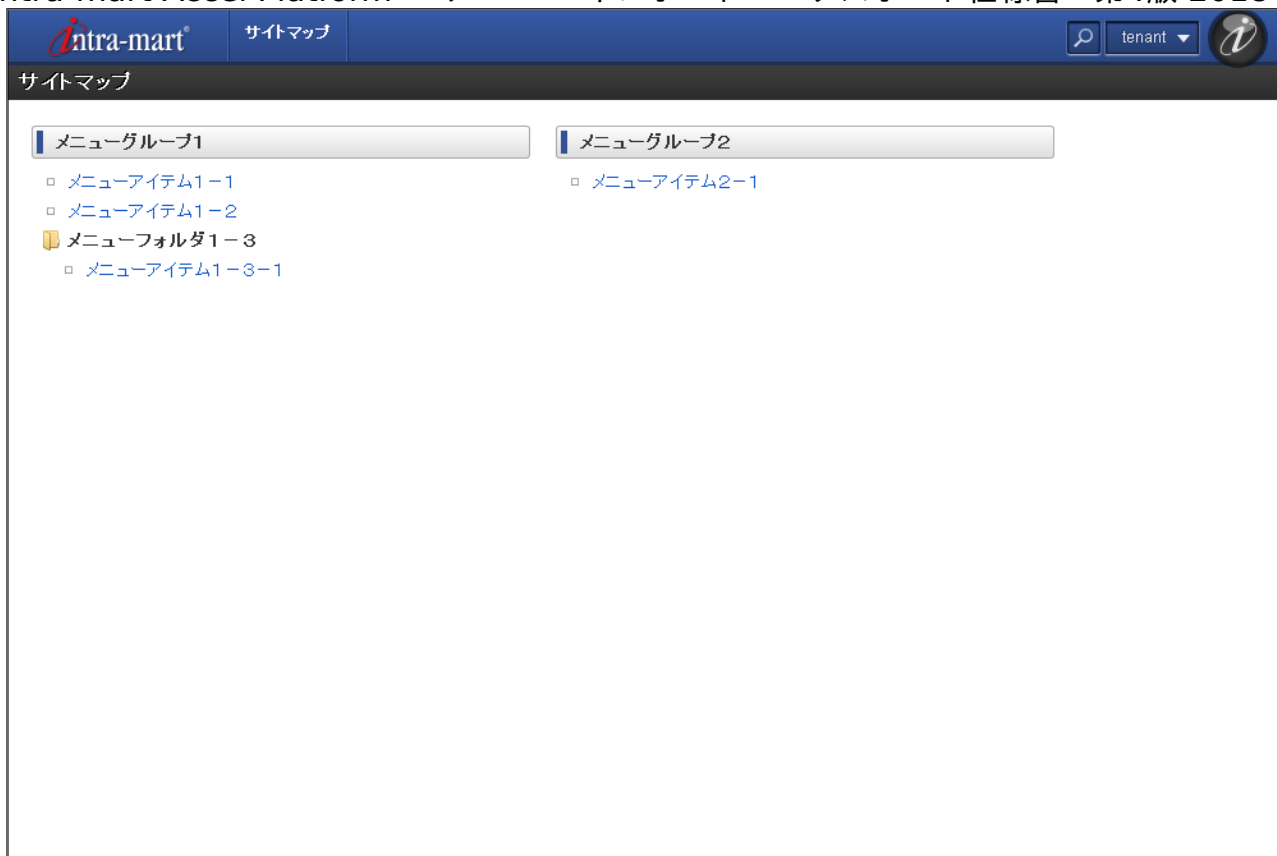 intra-mart® サイトマップ tenant
サイトマップ
メニューグループ1
メニューアイテム1－1
メニューアイテム1－2
メニューフォルダ1－3
メニューアイテム1－3－1
メニューグループ2
メニューアイテム2－1